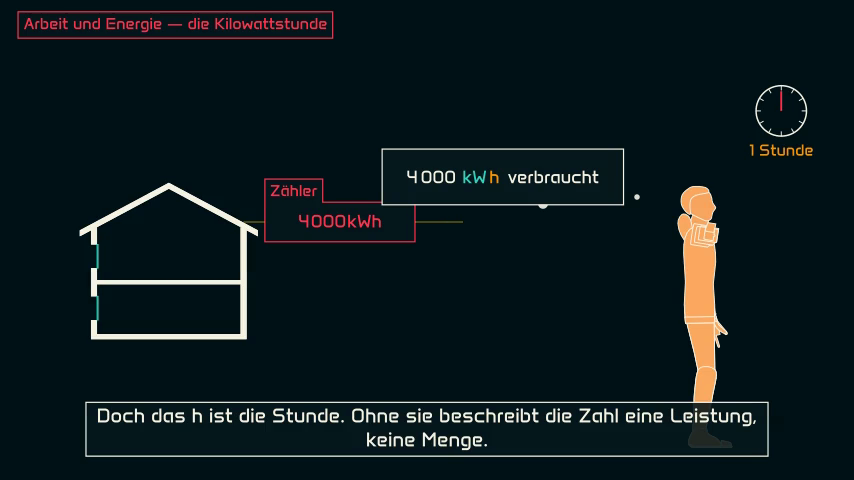 Arbeit und Energie — die Kilowattstunde
1 Stunde
4000 kWh verbraucht
Zähler
4000kWh
Doch das h ist die Stunde. Ohne sie beschreibt die Zahl eine Leistung,
keine Menge.